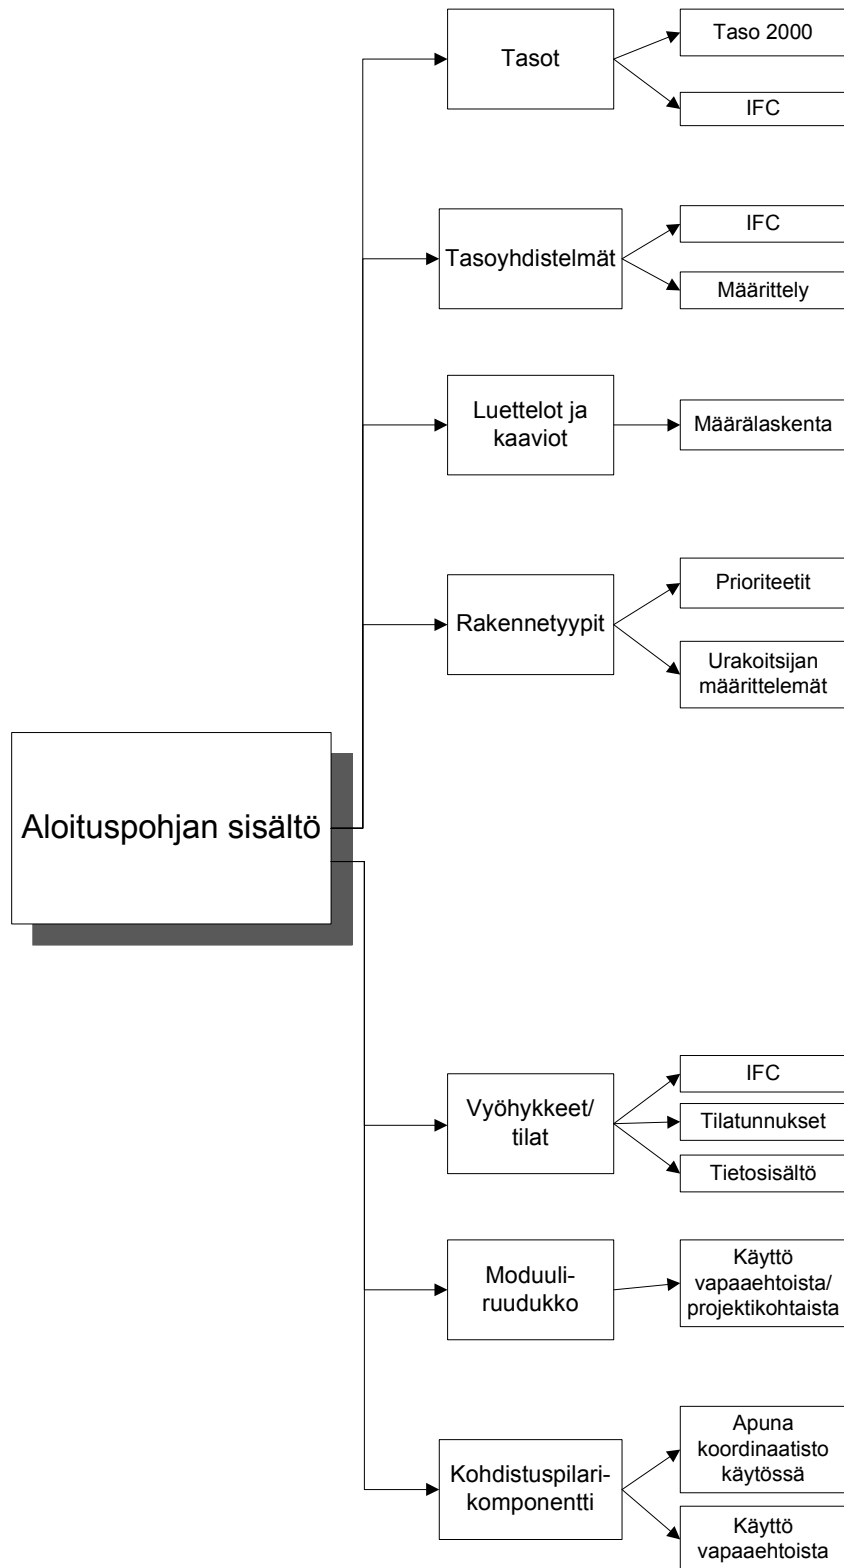 Tasot
Taso 2000
IFC
Tasoyhdistelmät
IFC
Määrittely
Luettelot ja
kaaviot
Määrälaskenta
Rakennetyypit
Prioriteetit
Urakoitsijan
määrittelemät
Aloituspohjan sisältö
Vyöhykkeet/
tilat
IFC
Tilatunnukset
Tietosisältö
Moduuli-
ruudukko
Käyttö
vapaaehtoista/
projektikohtaista
Kohdistuspilari-
komponentti
Apuna
koordinaatisto
käytössä
Käyttö
vapaaehtoista